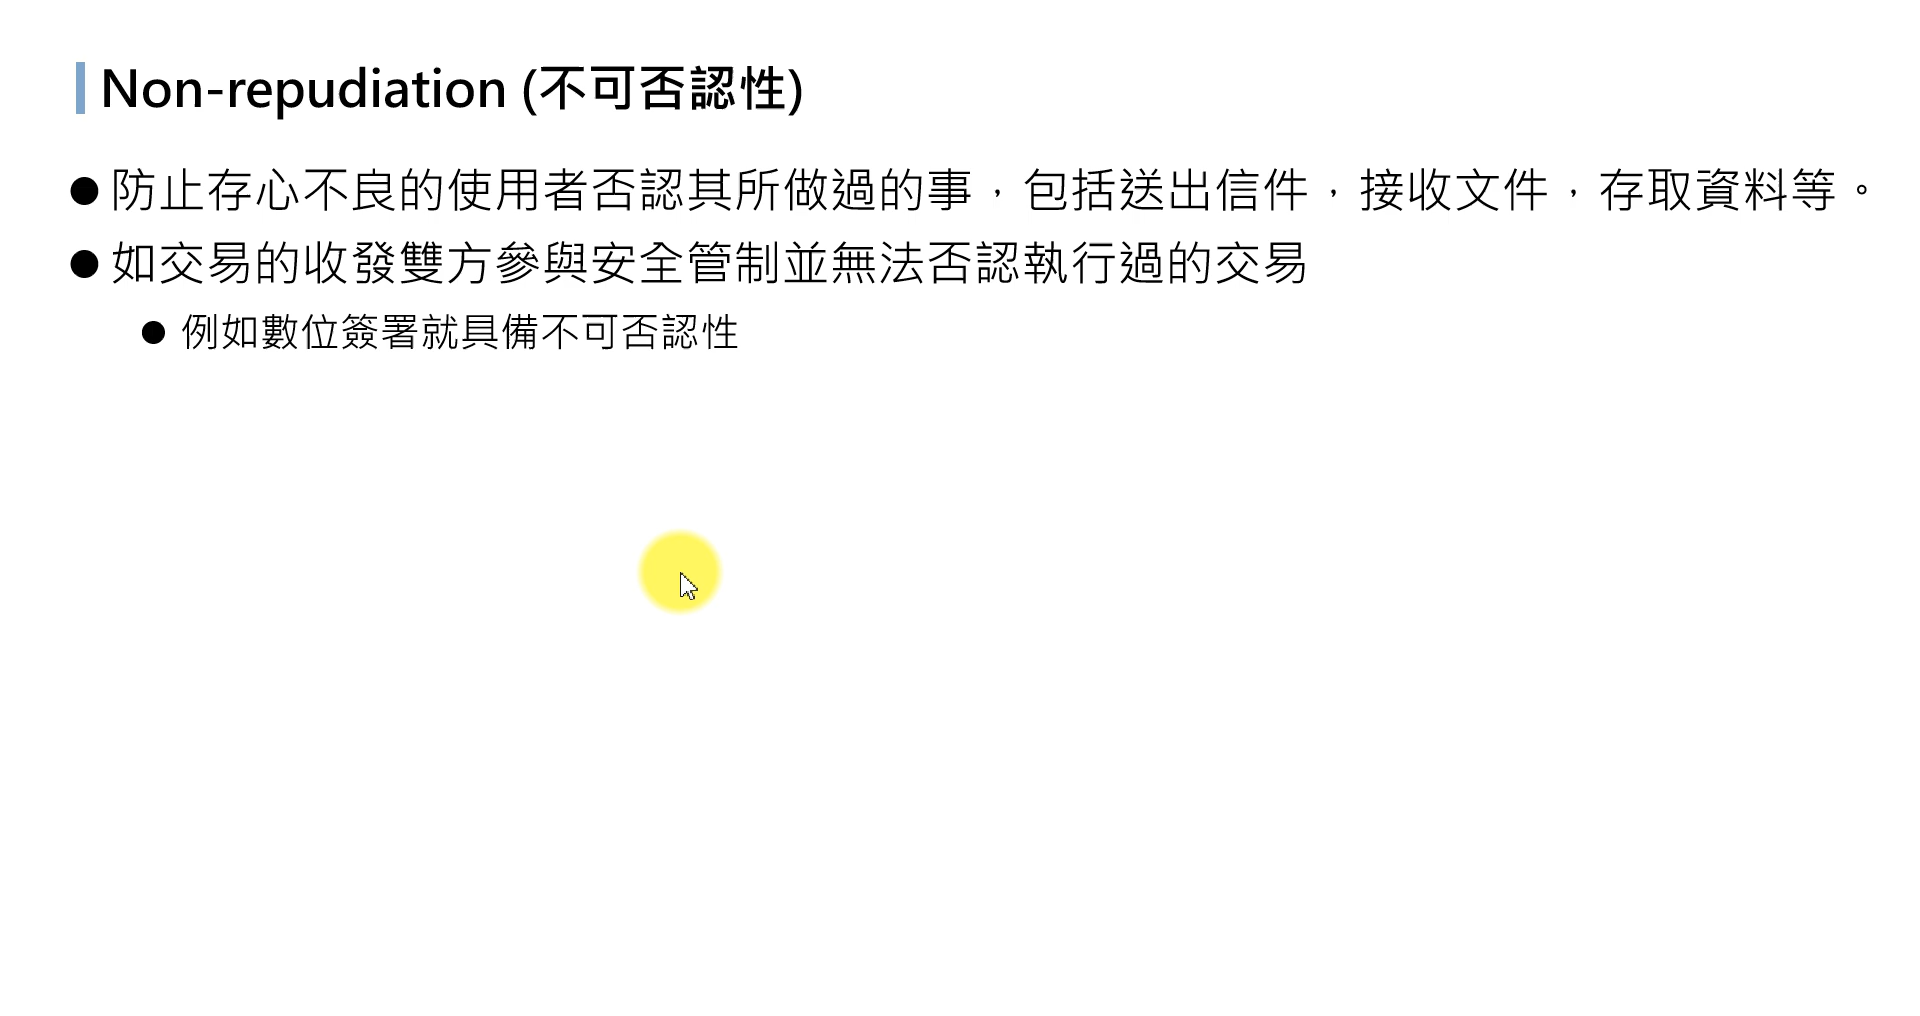 Non-repudiation (不可否認性)
● 防止存心不良的使用者否認其所做過的事，包括送出信件，接收文件，存取資料等。
● 如交易的收發雙方參與安全管制並無法否認執行過的交易
● 例如數位簽署就具備不可否認性